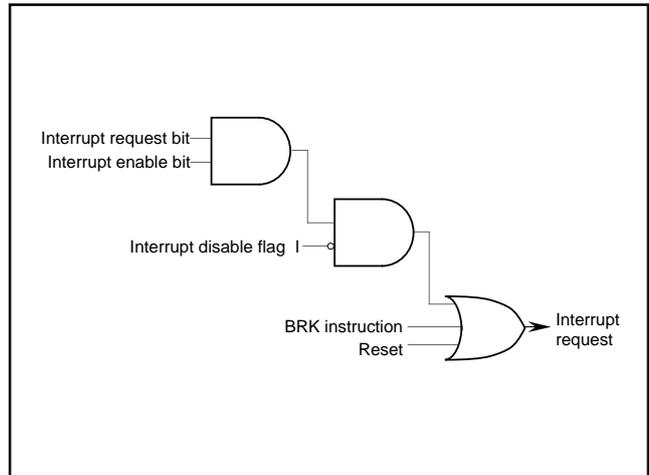 Interrupt request bit
Interrupt enable bit
Interrupt disable flag I
BRK instruction
Reset
Interrupt
request